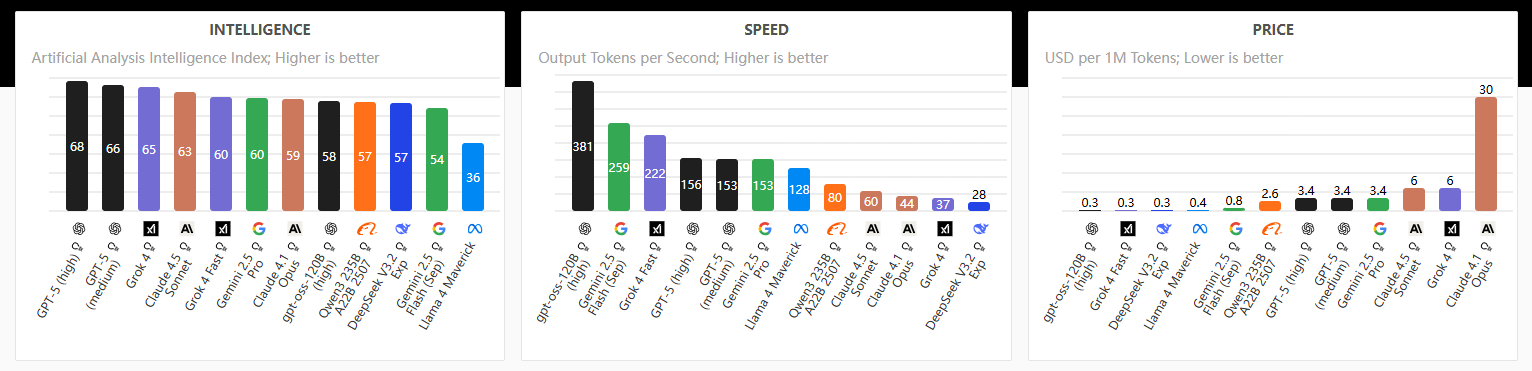 INTELLIGENCE
Artificial Analysis Intelligence Index; Higher is better
68
66
65
63
60
60
59
58
57
57
54
36
GPT-5 (high)
GPT-5
(medium)
Grok 4
Claude 4.5
Sonnet
Grok 4 Fast
Gemini 2.5
Pro
Claude 4.1
Opus
gpt-oss-120B
(high)
Qwen3 235B
A22B 2507
DeepSeek V3.2
Exp
Gemini 2.5
Flash (Sep)
Llama 4 Maverick
SPEED
Output Tokens per Second; Higher is better
381
259
222
156
153
153
128
80
60
44
37
28
gpt-oss-120B
(high)
Gemini 2.5
Flash (Sep)
Grok 4 Fast
GPT-5 (high)
GPT-5
(medium)
Gemini 2.5
Pro
Llama 4 Maverick
Qwen3 235B
A22B 2507
Claude 4.5
Sonnet
Claude 4.1
Opus
Grok 4
DeepSeek V3.2
Exp
PRICE
USD per 1M Tokens; Lower is better
0.3
0.3
0.3
0.4
0.8
2.6
3.4
3.4
3.4
6
6
30
gpt-oss-120B
(high)
Grok 4 Fast
DeepSeek V3.2
Exp
Llama 4 Maverick
Gemini 2.5
Flash (Sep)
Qwen3 235B
A22B 2507
GPT-5 (high)
GPT-5
(medium)
Gemini 2.5
Pro
Claude 4.5
Sonnet
Grok 4
Claude 4.1
Opus